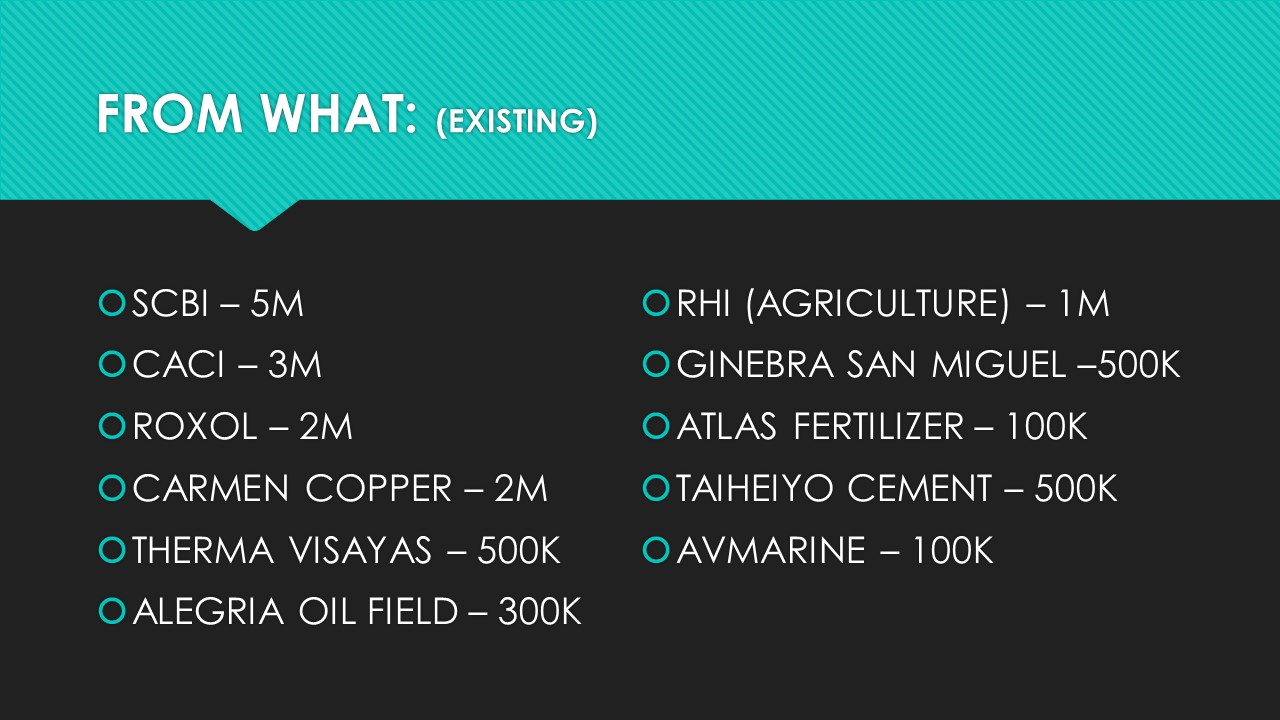 FROM WHAT: (EXISTING)
SCBI – 5M
CACI – 3M
ROXOL – 2M
CARMEN COPPER – 2M
THERMA VISAYAS – 500K
ALEGRIA OIL FIELD – 300K
RHI (AGRICULTURE) – 1M
GINEBRA SAN MIGUEL –500K
ATLAS FERTILIZER – 100K
TAIHEIYO CEMENT – 500K
AVMARINE – 100K